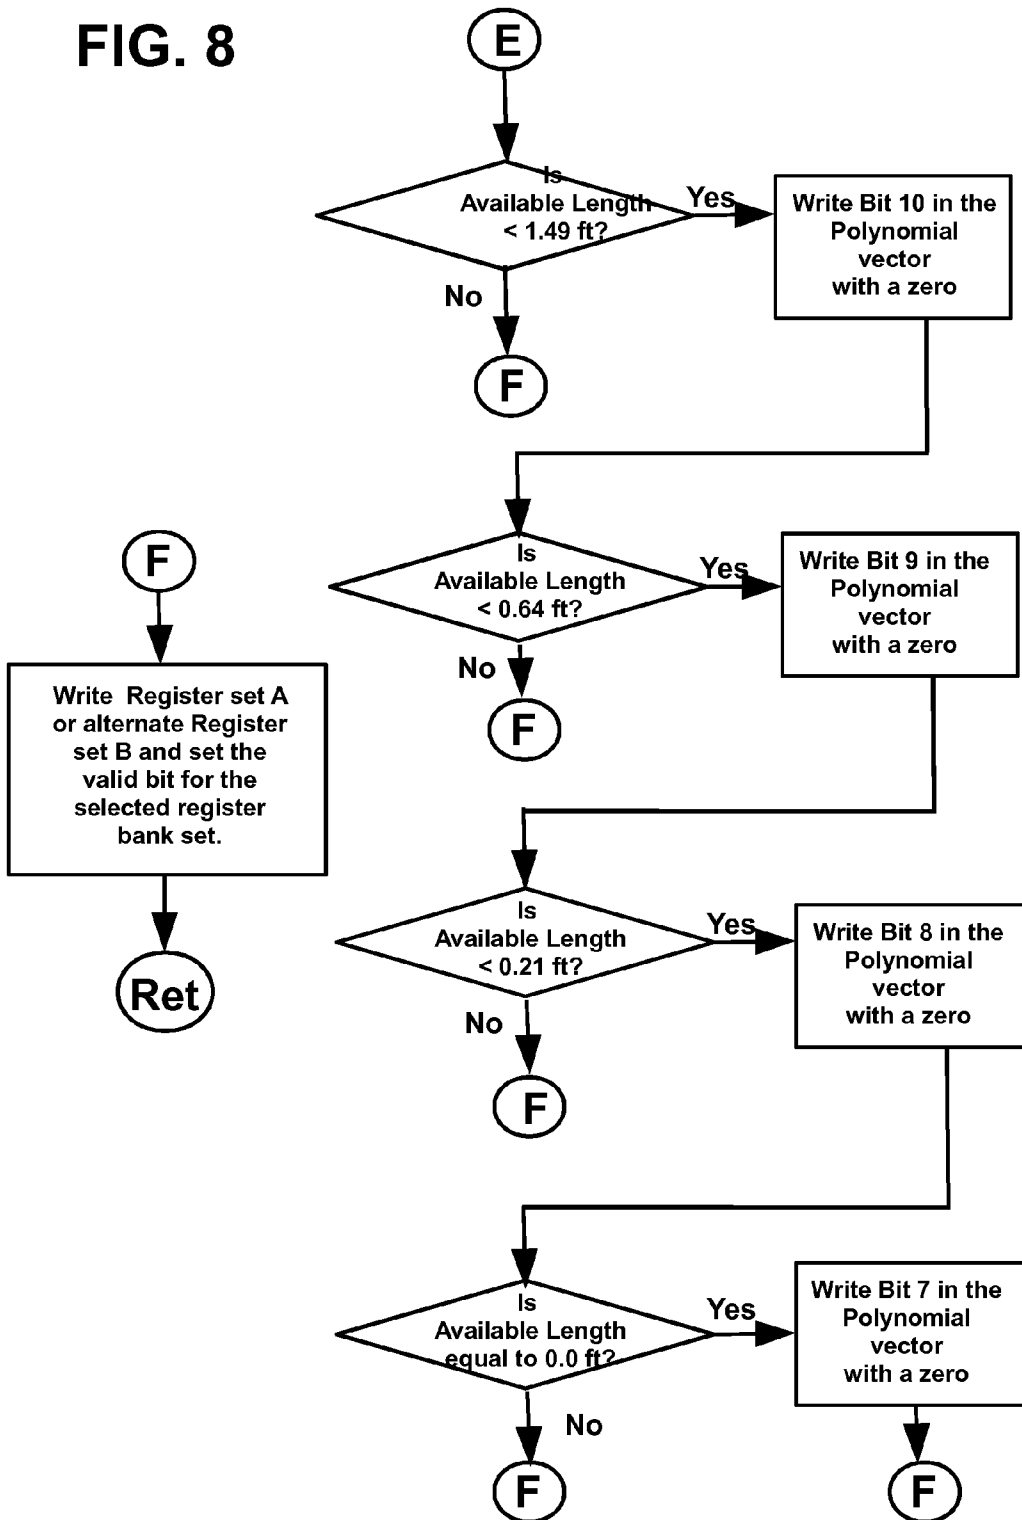 FIG. 8
E
Is
Available Length
< 1.49 ft?
Yes
Write Bit 10 in the
Polynomial
vector
with a zero
No
F
Is
Available Length
< 0.64 ft?
Yes
Write Bit 9 in the
Polynomial
vector
with a zero
No
F
F
Write Register set A
or alternate Register
set B and set the
valid bit for the
selected register
bank set.
Ret
Is
Available Length
< 0.21 ft?
Yes
Write Bit 8 in the
Polynomial
vector
with a zero
No
F
Is
Available Length
equal to 0.0 ft?
Yes
Write Bit 7 in the
Polynomial
vector
with a zero
No
F
F